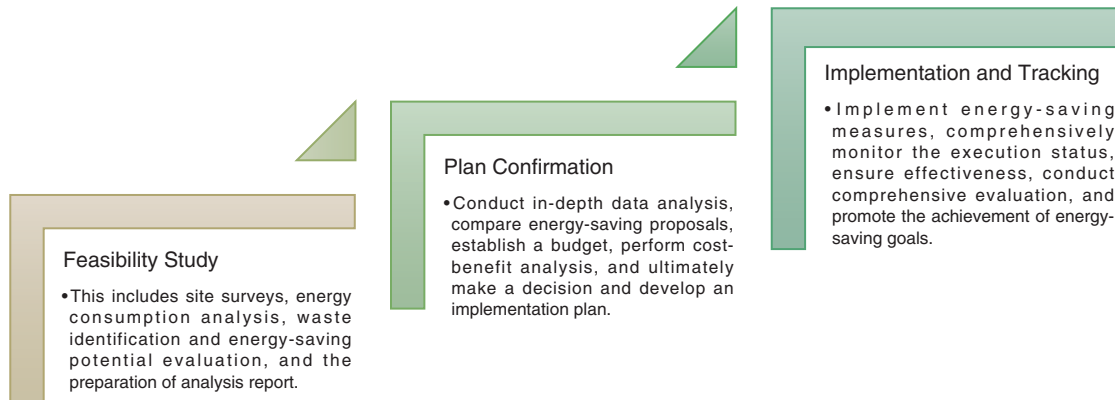 Feasibility Study
•This includes site surveys, energy
consumption analysis, waste
identification and energy-saving
potential evaluation, and the
preparation of analysis report.
Plan Confirmation
•Conduct in-depth data analysis,
compare energy-saving proposals,
establish a budget, perform cost-
benefit analysis, and ultimately
make a decision and develop an
implementation plan.
Implementation and Tracking
•Implement energy-saving
measures, comprehensively
monitor the execution status,
ensure effectiveness, conduct
comprehensive evaluation, and
promote the achievement of energy-
saving goals.